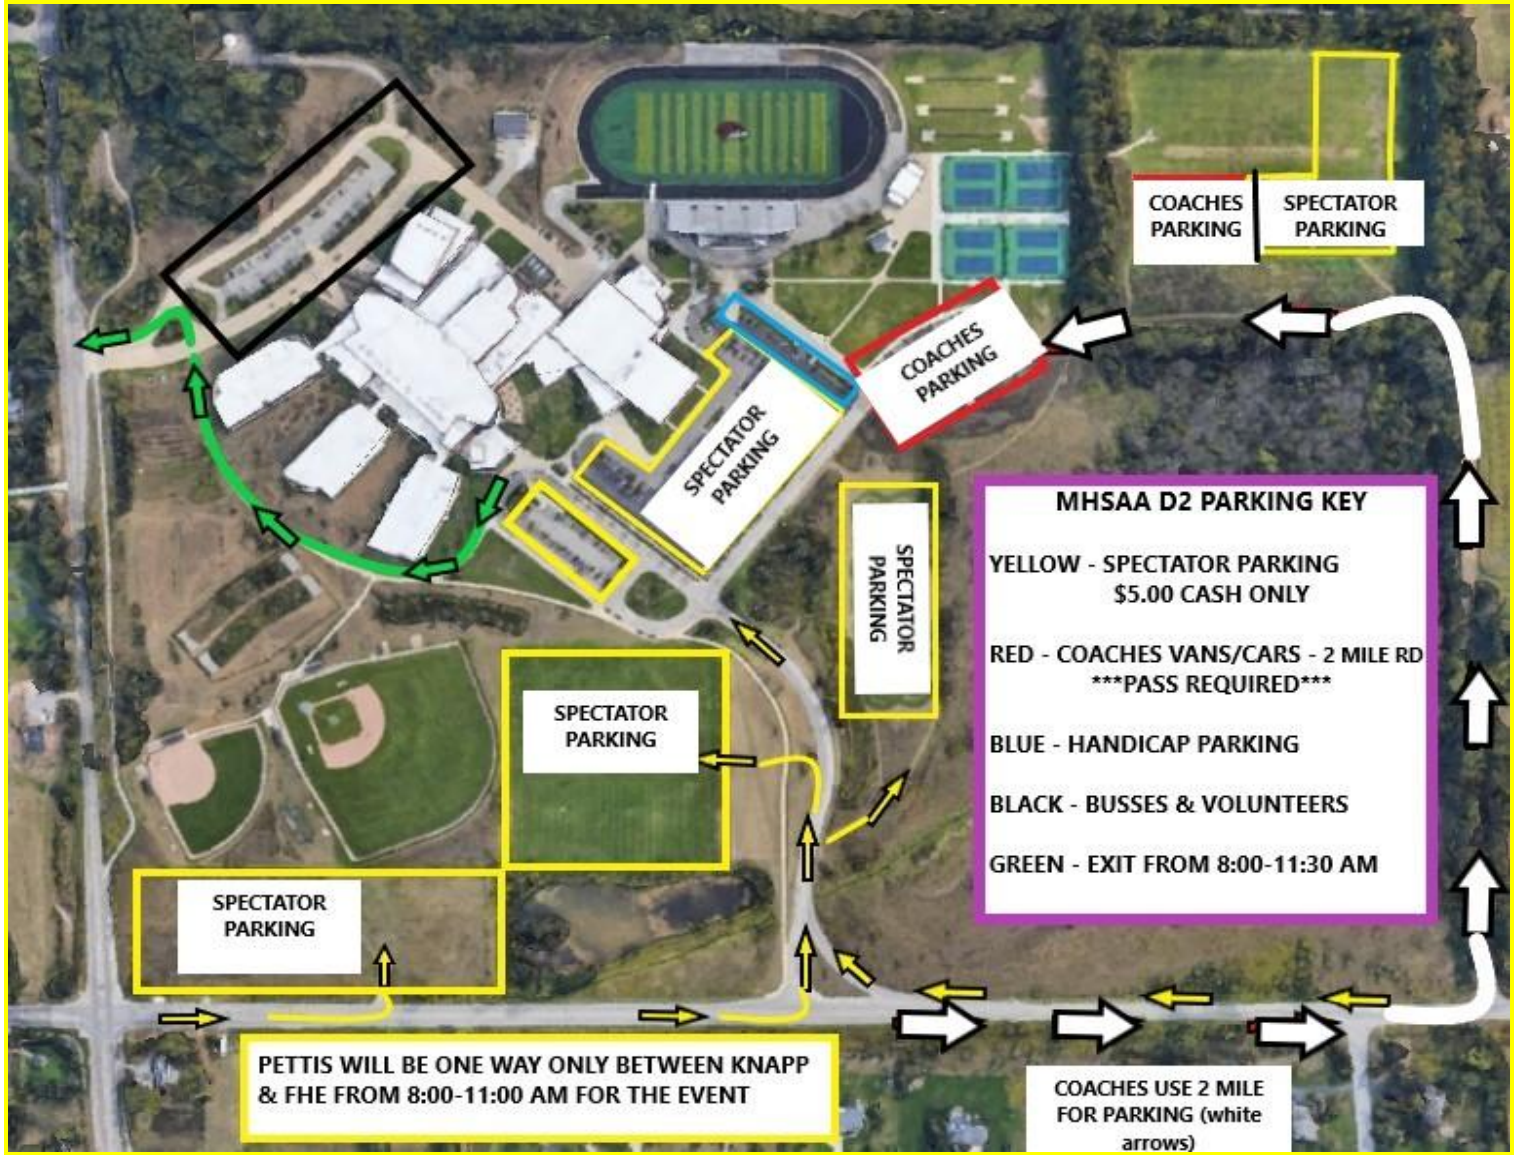 COACHES
PARKING
SPECTATOR
PARKING
COACHES
PARKING
SPECTATOR
PARKING
SPECTATOR
PARKING
MHSAA D2 PARKING KEY
YELLOW - SPECTATOR PARKING
$5.00 CASH ONLY
RED - COACHES VANS/CARS - 2 MILE RD
***PASS REQUIRED***
BLUE - HANDICAP PARKING
BLACK - BUSSES & VOLUNTEERS
GREEN - EXIT FROM 8:00-11:30 AM
SPECTATOR
PARKING
SPECTATOR
PARKING
PETTIS WILL BE ONE WAY ONLY BETWEEN KNAPP
& FHE FROM 8:00-11:00 AM FOR THE EVENT
COACHES USE 2 MILE
FOR PARKING (white
arrows)